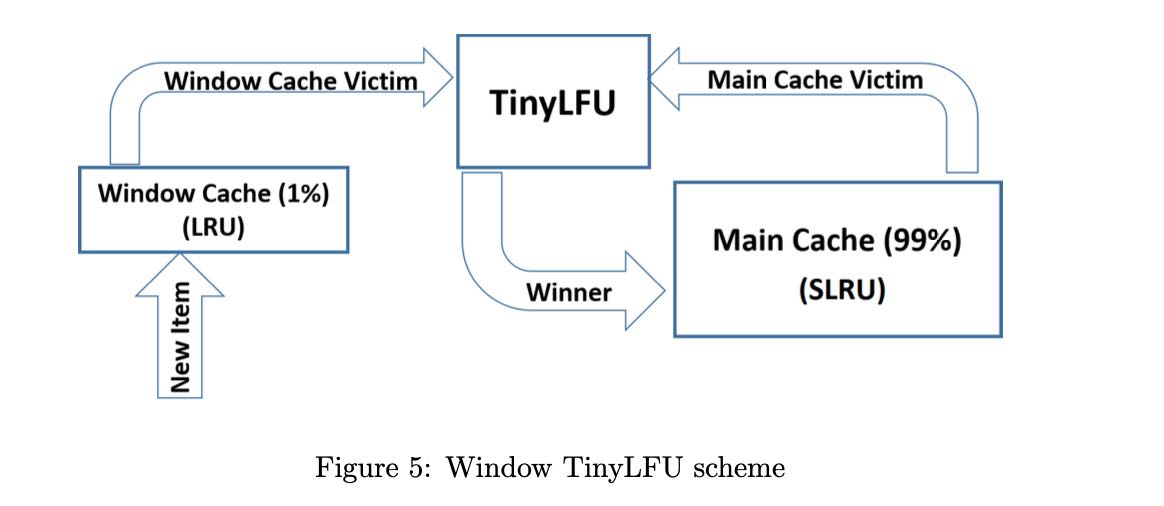 Window Cache Victim
TinyLFU
Main Cache Victim
Window Cache (1%)
(LRU)
Main Cache (99%)
(SLRU)
Winner
New Item
Figure 5: Window TinyLFU scheme